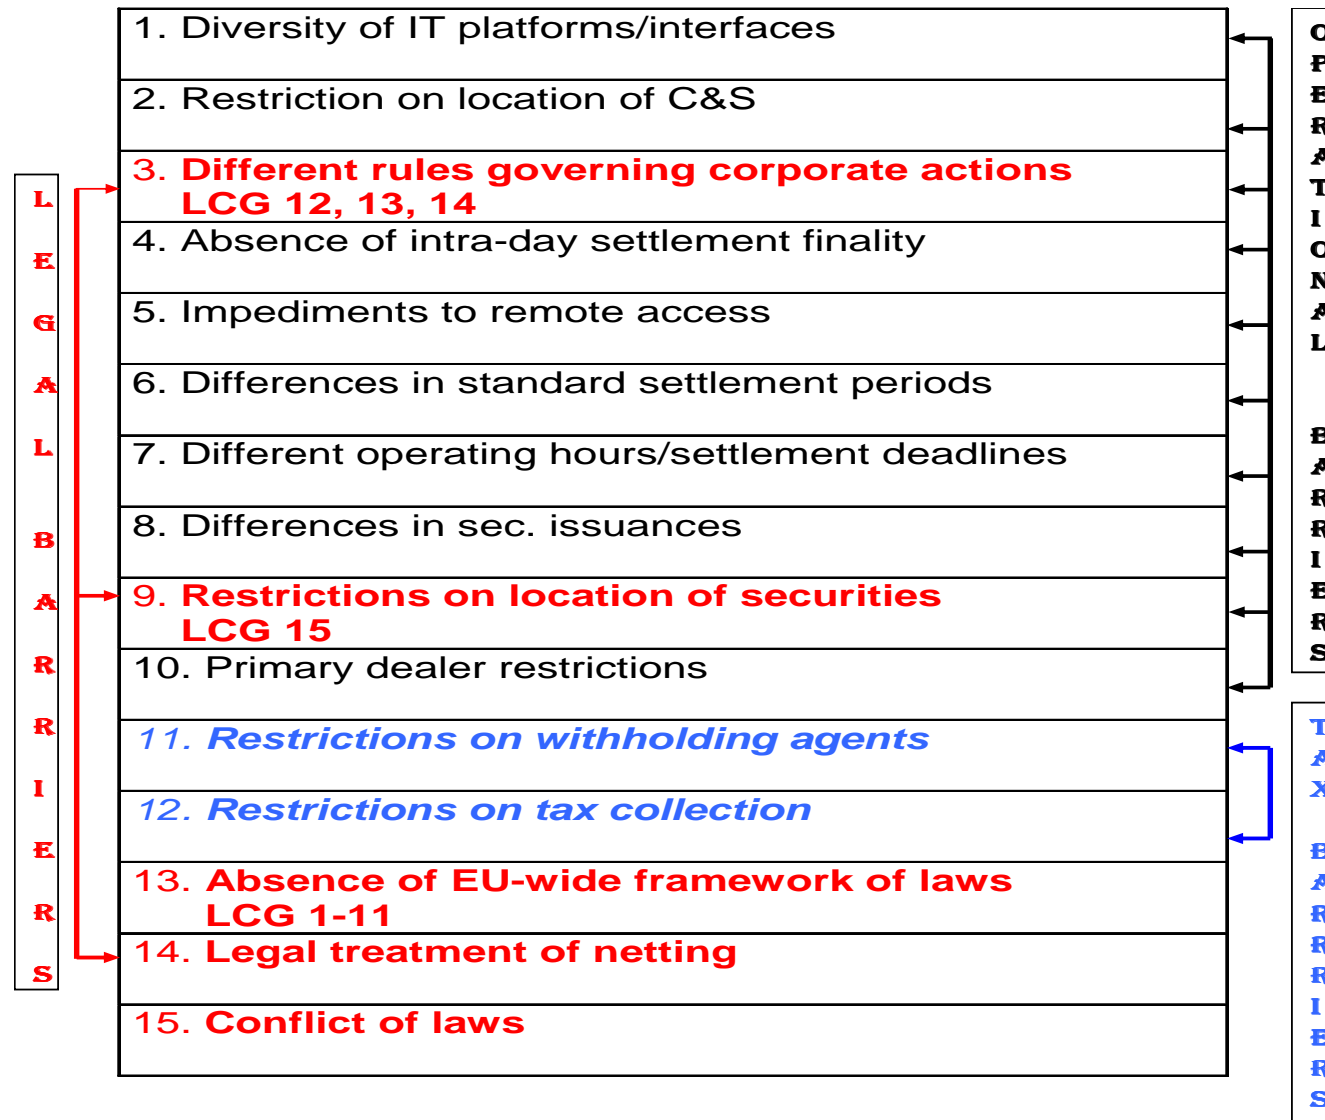 1. Diversity of IT platforms/interfaces
2. Restriction on location of C&S
3. Different rules governing corporate actions
LCG 12, 13, 14
4. Absence of intra-day settlement finality
5. Impediments to remote access
6. Differences in standard settlement periods
7. Different operating hours/settlement deadlines
8. Differences in sec. issuances
9. Restrictions on location of securities
LCG 15
10. Primary dealer restrictions
11. Restrictions on withholding agents
12. Restrictions on tax collection
13. Absence of EU-wide framework of laws
LCG 1-11
14. Legal treatment of netting
15. Conflict of laws
LEGAL BARRIERS
OPERATIONAL BARRIERS
TAX BARRRIERS